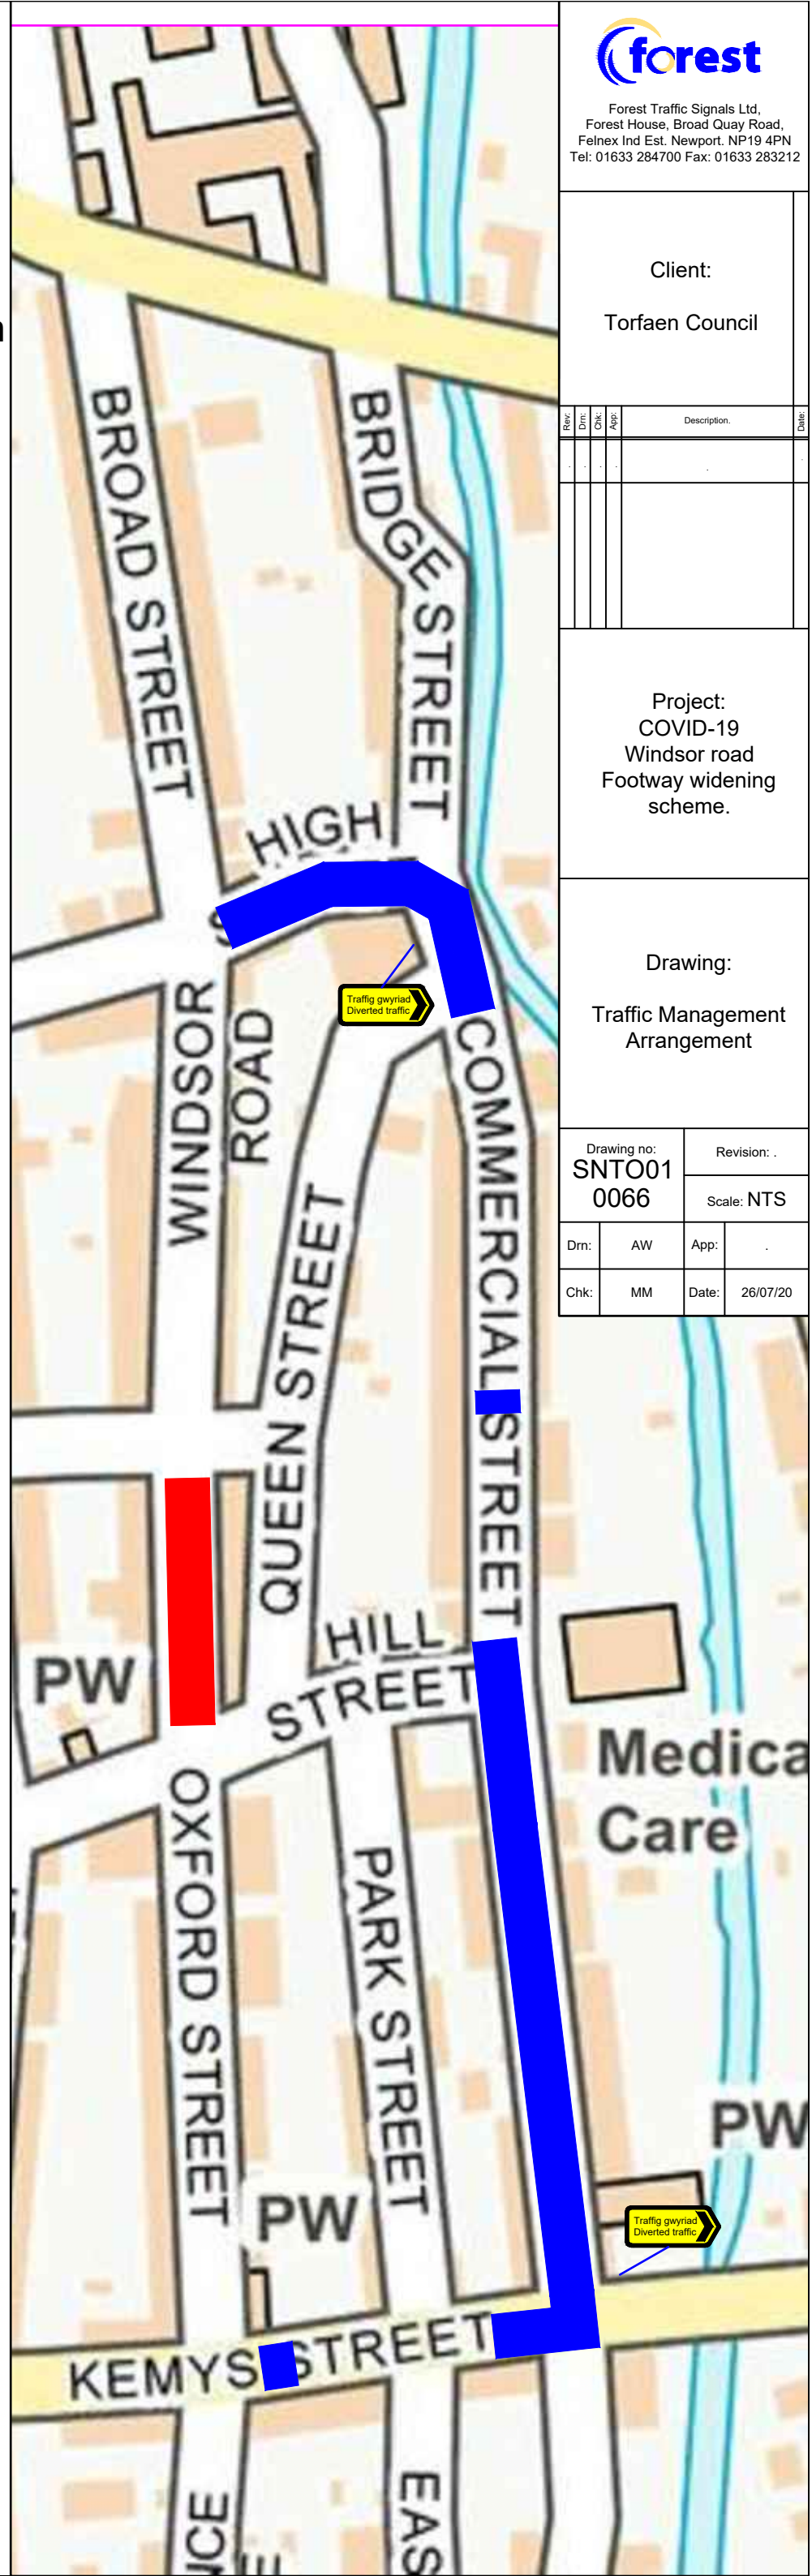 forest
Forest Traffic Signals Ltd,
Forest House, Broad Quay Road,
Felnex Ind Est. Newport. NP19 4PN
Tel: 01633 284700 Fax: 01633 283212
Client:
Torfaen Council
Rev:
Drn:
Chk:
App:
Description.
Date:
Project:
COVID-19
Windsor road
Footway widening
scheme.
Drawing:
Traffic Management
Arrangement
Drawing no:
SNTO01
0066
Revision: .
Scale: NTS
Drn:
AW
App:
.
Chk:
MM
Date:
26/07/20
BROAD STREET
BRIDGE STREET
HIGH
WINDSOR
ROAD
Traffig gwyriad
Diverted traffic
COMMERCIAL STREET
QUEEN STREET
HILL
STREET
PW
Medica
Care
OXFORD STREET
PARK STREET
PW
PW
Traffig gwyriad
Diverted traffic
KEMYS STREET
EAS